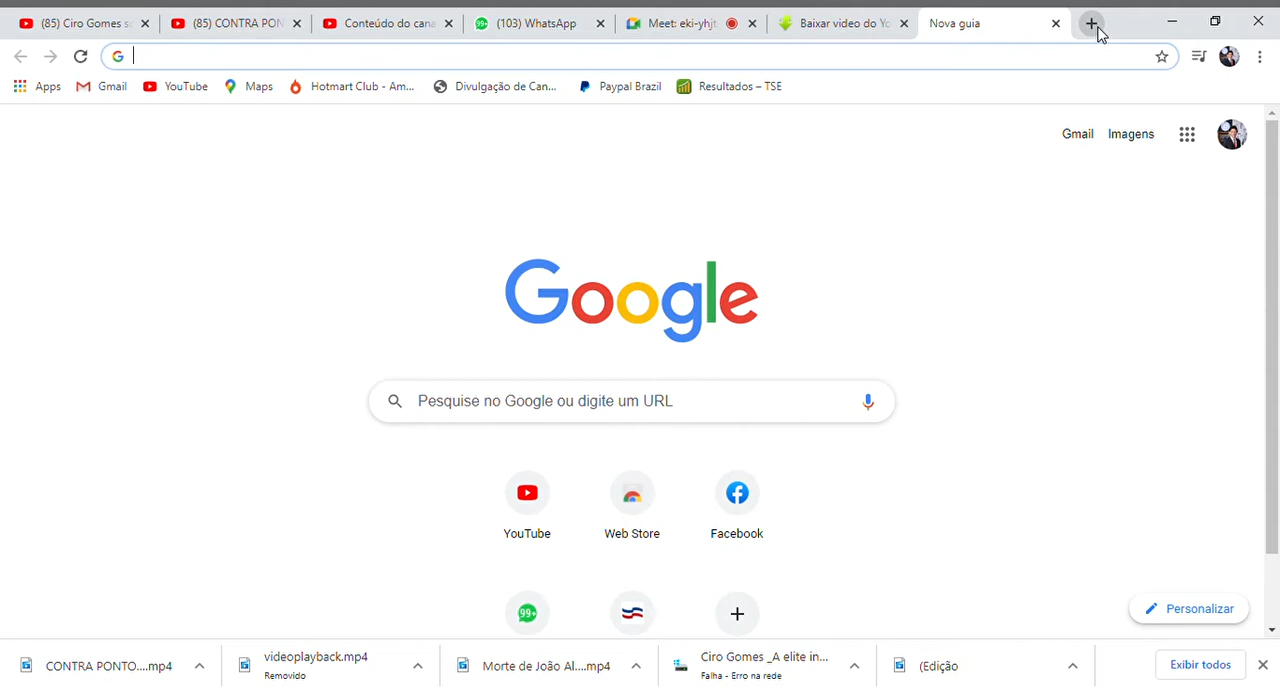 (85) Ciro Gomes s
(85) CONTRA PON
Conteúdo do cana
(103) WhatsApp
Meet: eki-yhjt
Baixar video do Yo
Nova guia
Apps
Gmail
YouTube
Maps
Hotmart Club - Am...
Divulgação de Can...
Paypal Brazil
Resultados – TSE
Gmail
Imagens
Google
Pesquise no Google ou digite um URL
YouTube
Web Store
Facebook
99+
Personalizar
CONTRA PONTO....mp4
videoplayback.mp4
Removido
Morte de João Al....mp4
Ciro Gomes _A elite in...
Falha - Erro na rede
(Edição
Exibir todos